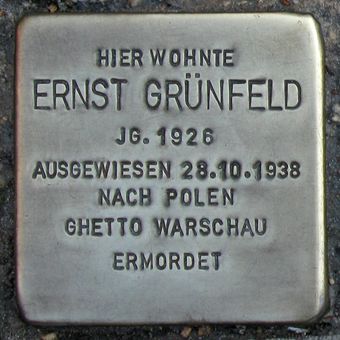 HIER WOHNTE
ERNST GRÜNFELD
JG. 1926
AUSGEWIESEN 28.10.1938
NACH POLEN
GHETTO WARSCHAU
ERMORDET